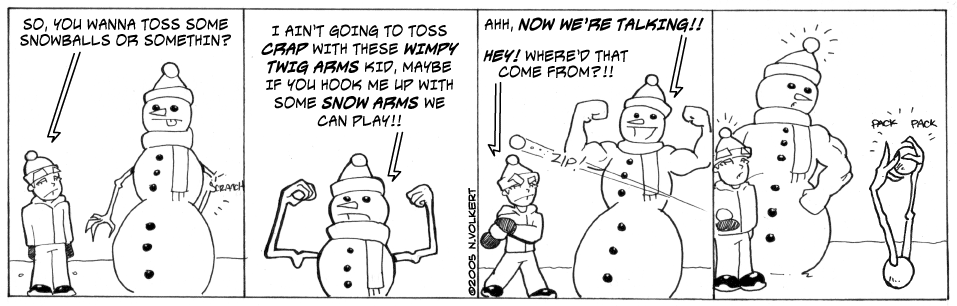 SO, YOU WANNA TOSS SOME
SNOWBALLS OR SOMETHIN?
SCRATCH
I AIN'T GOING TO TOSS
CRAP WITH THESE WIMPY
TWIG ARMS KID, MAYBE
IF YOU HOOK ME UP WITH
SOME SNOW ARMS WE
CAN PLAY!!
©2005 N.VOLKERT
AHH, NOW WE'RE TALKING!!
HEY! WHERE'D THAT
COME FROM?!!
ZIP!
PACK PACK